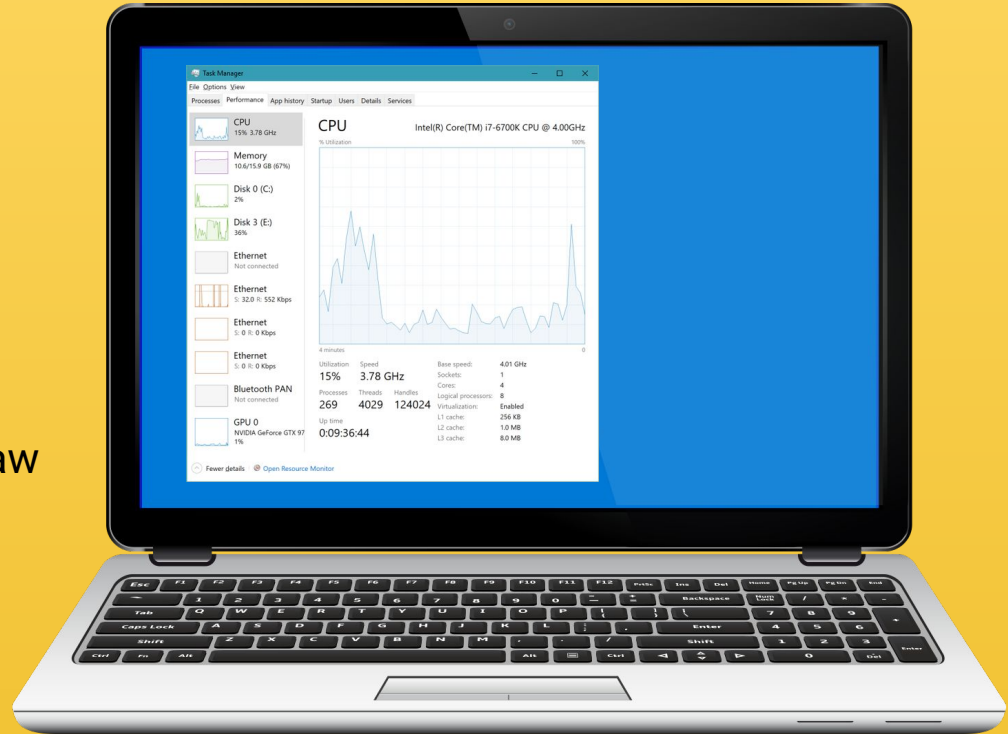 Task Manager
File Options View
Processes Performance App history Startup Users Details Services
CPU
15% 3.78 GHz
Memory
10.6/15.9 GB (67%)
Disk 0 (C:)
2%
Disk 3 (E:)
36%
Ethernet
Not connected
Ethernet
S: 32.0 R: 552 Kbps
Ethernet
S: 0 R: 0 Kbps
Ethernet
S: 0 R: 0 Kbps
Bluetooth PAN
Not connected
GPU 0
NVIDIA GeForce GTX 97
1%
CPU Intel(R) Core(TM) i7-6700K CPU @ 4.00GHz
% Utilization 100%
4 minutes 0
Utilization Speed
15% 3.78 GHz
Processes Threads Handles
269 4029 124024
Up time
0:09:36:44
Base speed: 4.01 GHz
Sockets: 1
Cores: 4
Logical processors: 8
Virtualization: Enabled
L1 cache: 256 KB
L2 cache: 1.0 MB
L3 cache: 8.0 MB
Fewer details Open Resource Monitor
aw
Esc F1 F2 F3 F4 F5 F6 F7 F8 F9 F10 F11 F12 PrtSc Ins Del Home PgUp PgDn End
1 2 3 4 5 6 7 8 9 0 Backspace Num Lock / * -
Tab Q W E R T Y U I O P 7 8 9 +
Caps Lock A S D F G H J K L Enter 4 5 6
Shift Z X C V B N M Shift 1 2 3 Enter
Ctrl Fn Alt Alt Ctrl 0 Del